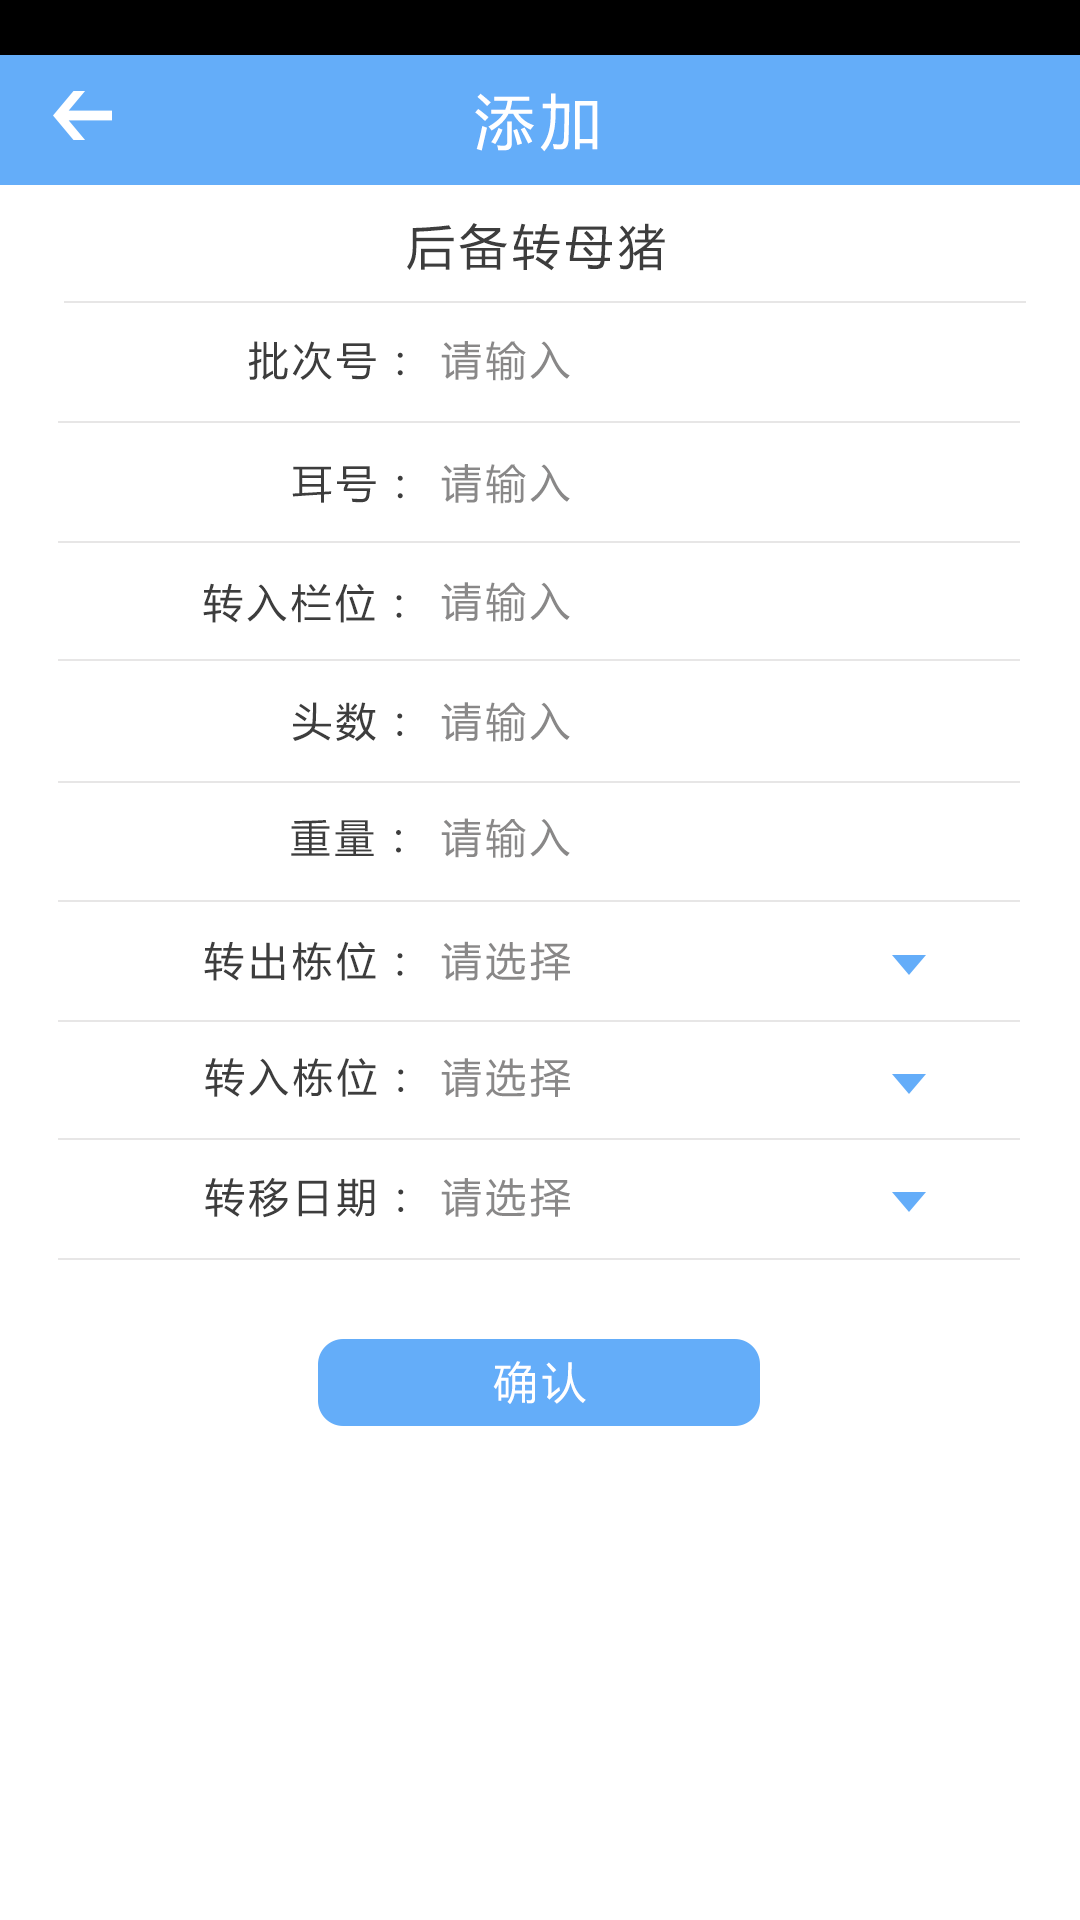 添加
后备转母猪
批次号： 请输入
耳号： 请输入
转入栏位： 请输入
头数： 请输入
重量： 请输入
转出栋位： 请选择
转入栋位： 请选择
转移日期： 请选择
确认